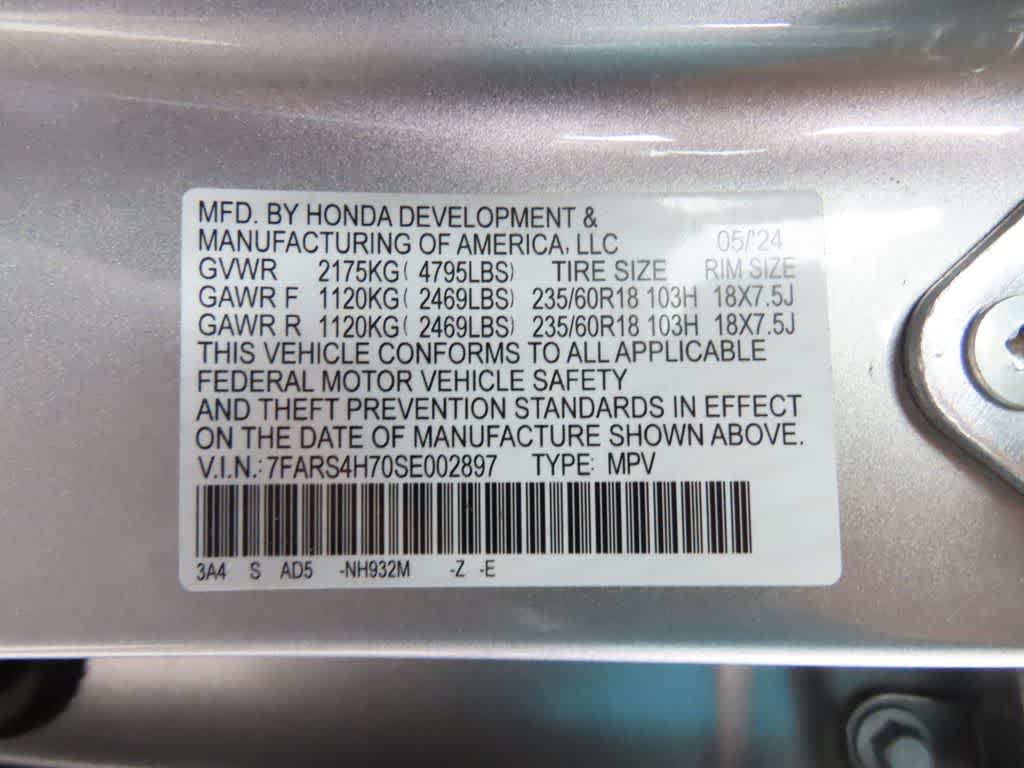 MFD. BY HONDA DEVELOPMENT &
MANUFACTURING OF AMERICA, LLC 05/'24
GVWR 2175KG( 4795LBS) TIRE SIZE RIM SIZE
GAWR F 1120KG( 2469LBS) 235/60R18 103H 18X7.5J
GAWR R 1120KG( 2469LBS) 235/60R18 103H 18X7.5J
THIS VEHICLE CONFORMS TO ALL APPLICABLE
FEDERAL MOTOR VEHICLE SAFETY
AND THEFT PREVENTION STANDARDS IN EFFECT
ON THE DATE OF MANUFACTURE SHOWN ABOVE.
V.I.N.: 7FARS4H70SE002897 TYPE: MPV
3A4 S AD5 -NH932M -Z -E